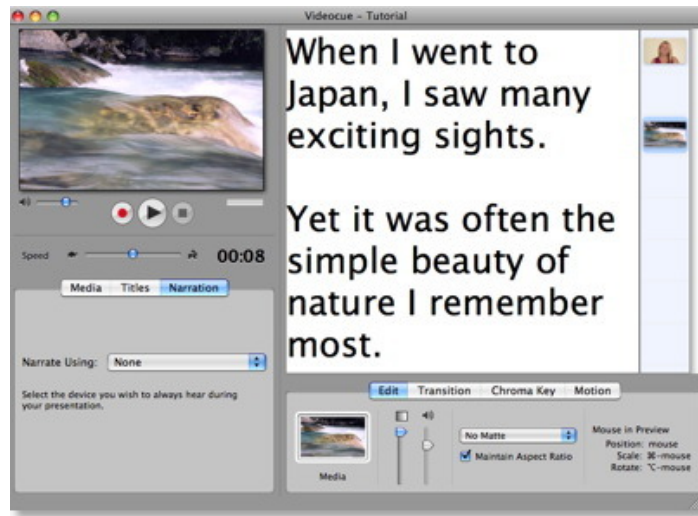 Videocue - Tutorial
When I went to
Japan, I saw many
exciting sights.
Yet it was often the
simple beauty of
nature I remember
most.
Speed
00:08
Media Titles Narration
Narrate Using: None
Select the device you wish to always hear during
your presentation.
Edit Transition Chroma Key Motion
Media
No Matte
Maintain Aspect Ratio
Mouse in Preview
Position: mouse
Scale: ⌘-mouse
Rotate: ⌥-mouse